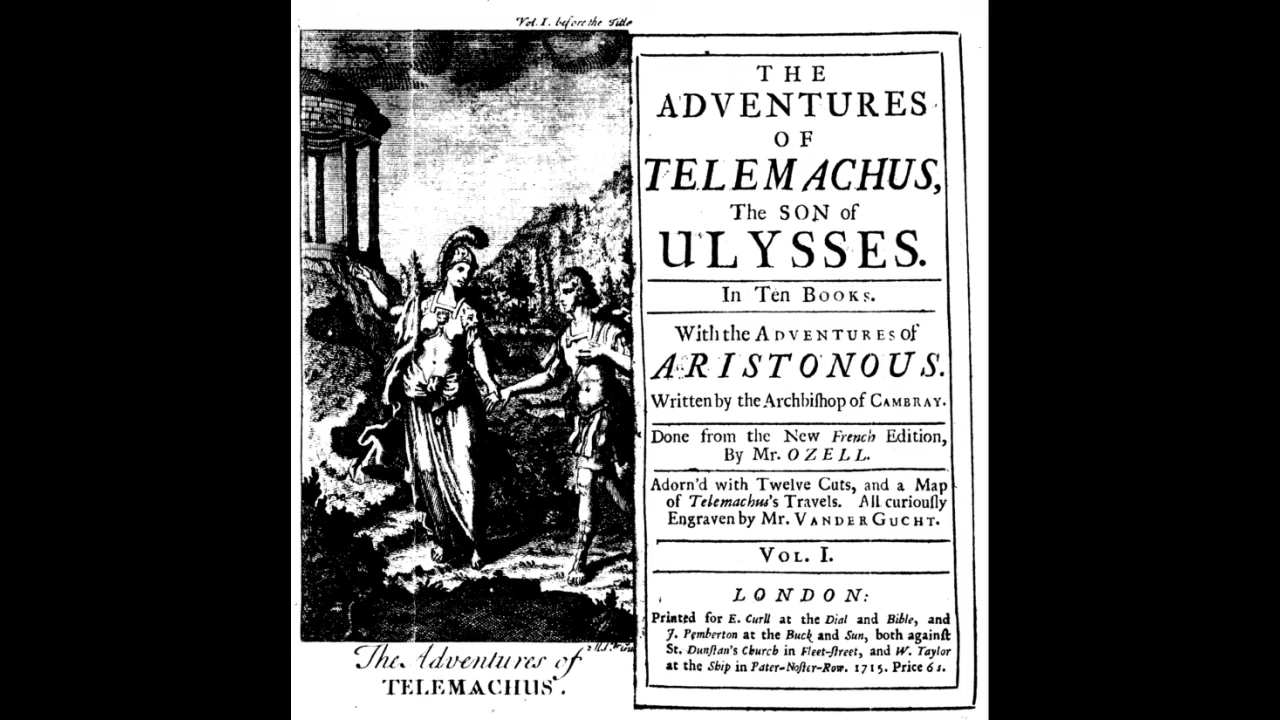 Vol. I. before the Title
The Adventures of
TELEMACHUS.
THE
ADVENTURES
OF
TELEMACHUS,
The SON of
ULYSSES.
In Ten BOOKS.
With the ADVENTURES of
ARISTONOUS.
Written by the Archbiſhop of CAMBRAY.
Done from the New French Edition,
By Mr. OZELL.
Adorn'd with Twelve Cuts, and a Map
of Telemachus's Travels. All curiouſly
Engraven by Mr. VANDER GUCHT.
VOL. I.
LONDON:
Printed for E. Curll at the Dial and Bible, and
J. Pemberton at the Buck and Sun, both againſt
St. Dunſtan's Church in Fleet-ſtreet, and W. Taylor
at the Ship in Pater-Noſter-Row. 1715. Price 6s.